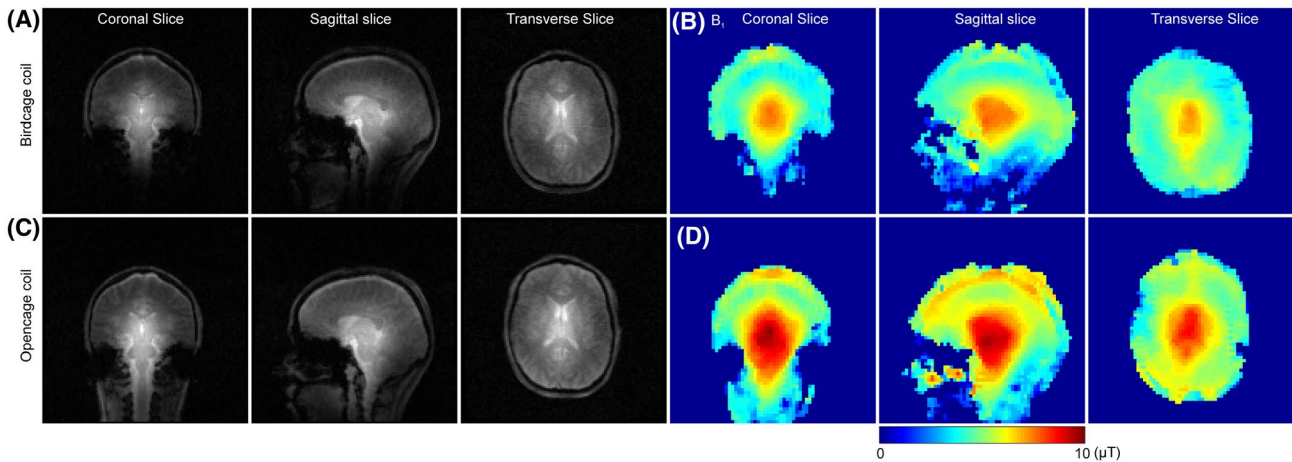 (A) Coronal Slice Sagittal slice Transverse Slice
Birdcage coil
(B) B₁ Coronal Slice Sagittal slice Transverse Slice
(C)
Opencage coil
(D)
0 10 (μT)